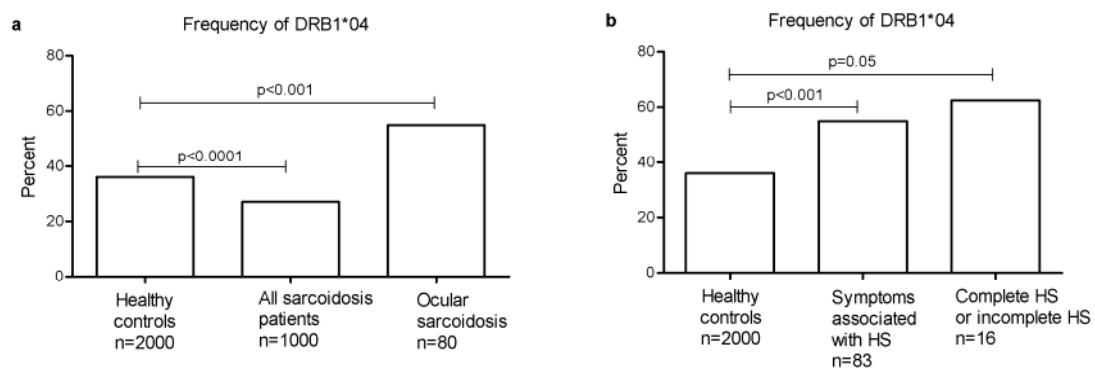 a
Frequency of DRB1*04
80
60
40
20
0
Percent
p<0.001
p<0.0001
Healthy
controls
n=2000
All sarcoidosis
patients
n=1000
Ocular
sarcoidosis
n=80
b
Frequency of DRB1*04
80
60
40
20
0
Percent
p=0.05
p<0.001
Healthy
controls
n=2000
Symptoms
associated
with HS
n=83
Complete HS
or incomplete HS
n=16